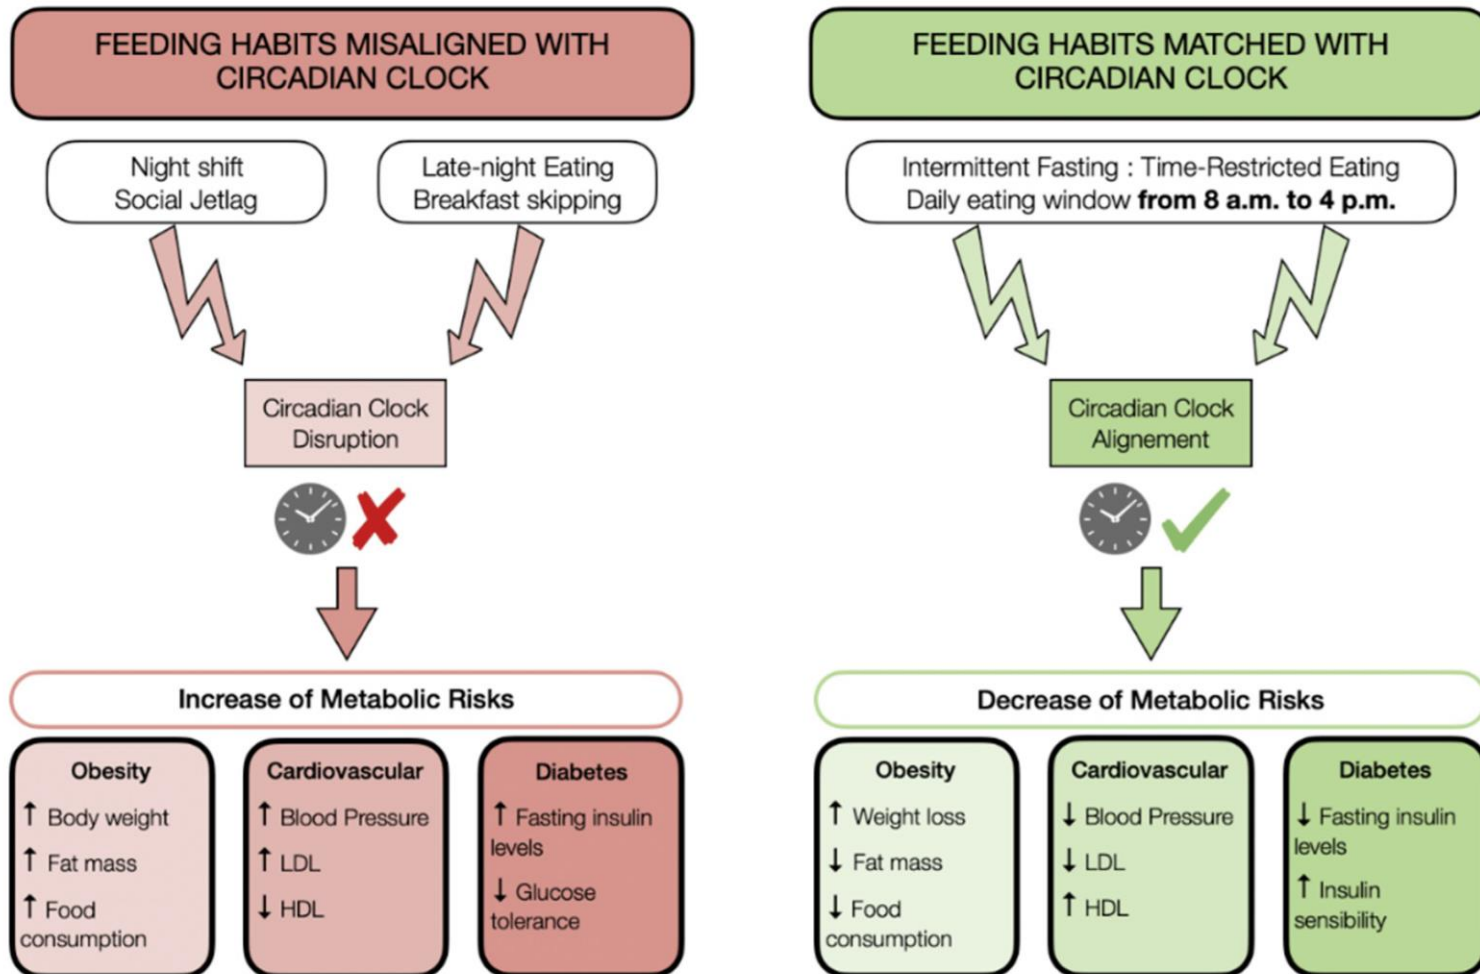 FEEDING HABITS MISALIGNED WITH
CIRCADIAN CLOCK
Night shift
Social Jetlag
Late-night Eating
Breakfast skipping
Circadian Clock
Disruption
Increase of Metabolic Risks
Obesity
↑ Body weight
↑ Fat mass
↑ Food
consumption
Cardiovascular
↑ Blood Pressure
↑ LDL
↓ HDL
Diabetes
↑ Fasting insulin
levels
↓ Glucose
tolerance
FEEDING HABITS MATCHED WITH
CIRCADIAN CLOCK
Intermittent Fasting : Time-Restricted Eating
Daily eating window from 8 a.m. to 4 p.m.
Circadian Clock
Alignement
Decrease of Metabolic Risks
Obesity
↑ Weight loss
↓ Fat mass
↓ Food
consumption
Cardiovascular
↓ Blood Pressure
↓ LDL
↑ HDL
Diabetes
↓ Fasting insulin
levels
↑ Insulin
sensibility